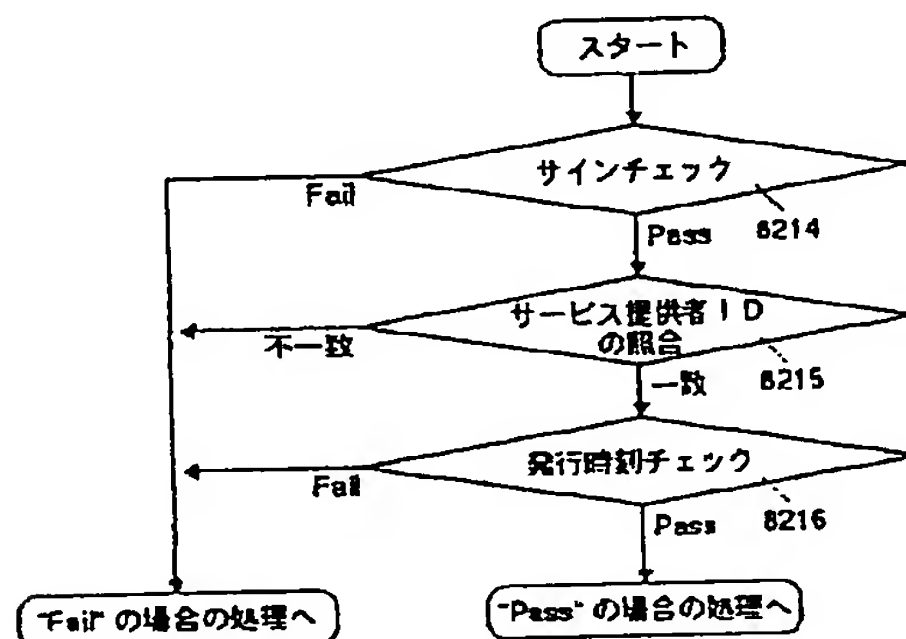 スタート
サインチェック
Fail
Pass
8214
サービス提供者ID
の照合
不一致
一致
8215
発行時刻チェック
Fail
Pass
8216
"Fail" の場合の処理へ
"Pass" の場合の処理へ